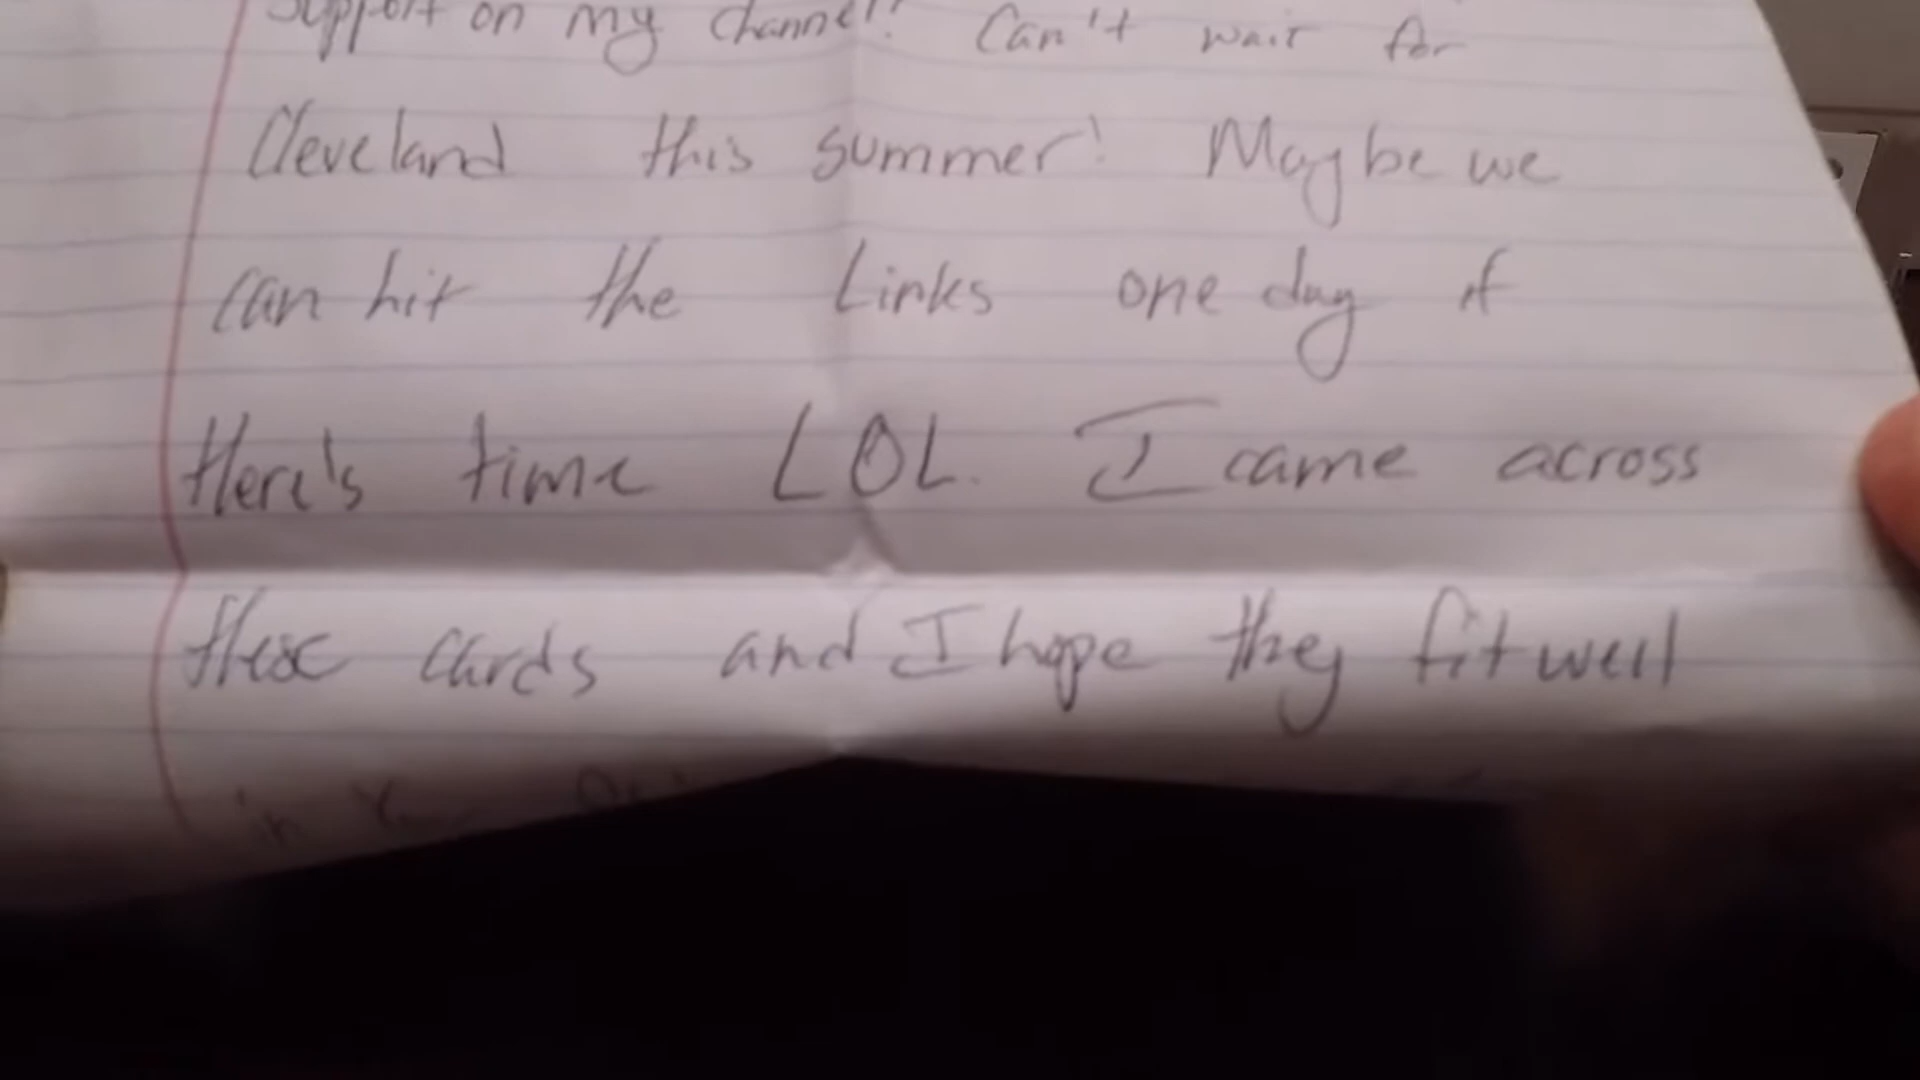 support on my channel! Can't wait for
Cleveland this summer! Maybe we
can hit the Links one day if
there's time LOL. I came across
these cards and I hope they fit well
in